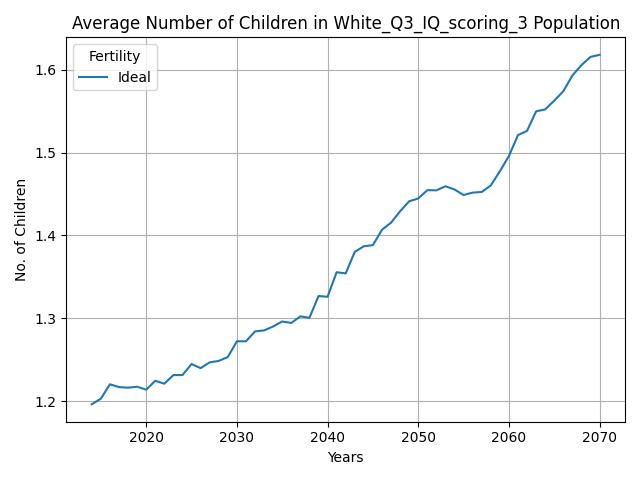 Average Number of Children in White_Q3_IQ_scoring_3 Population
Fertility
Ideal
1.6
1.5
1.4
1.3
1.2
No. of Children
2020 2030 2040 2050 2060 2070
Years